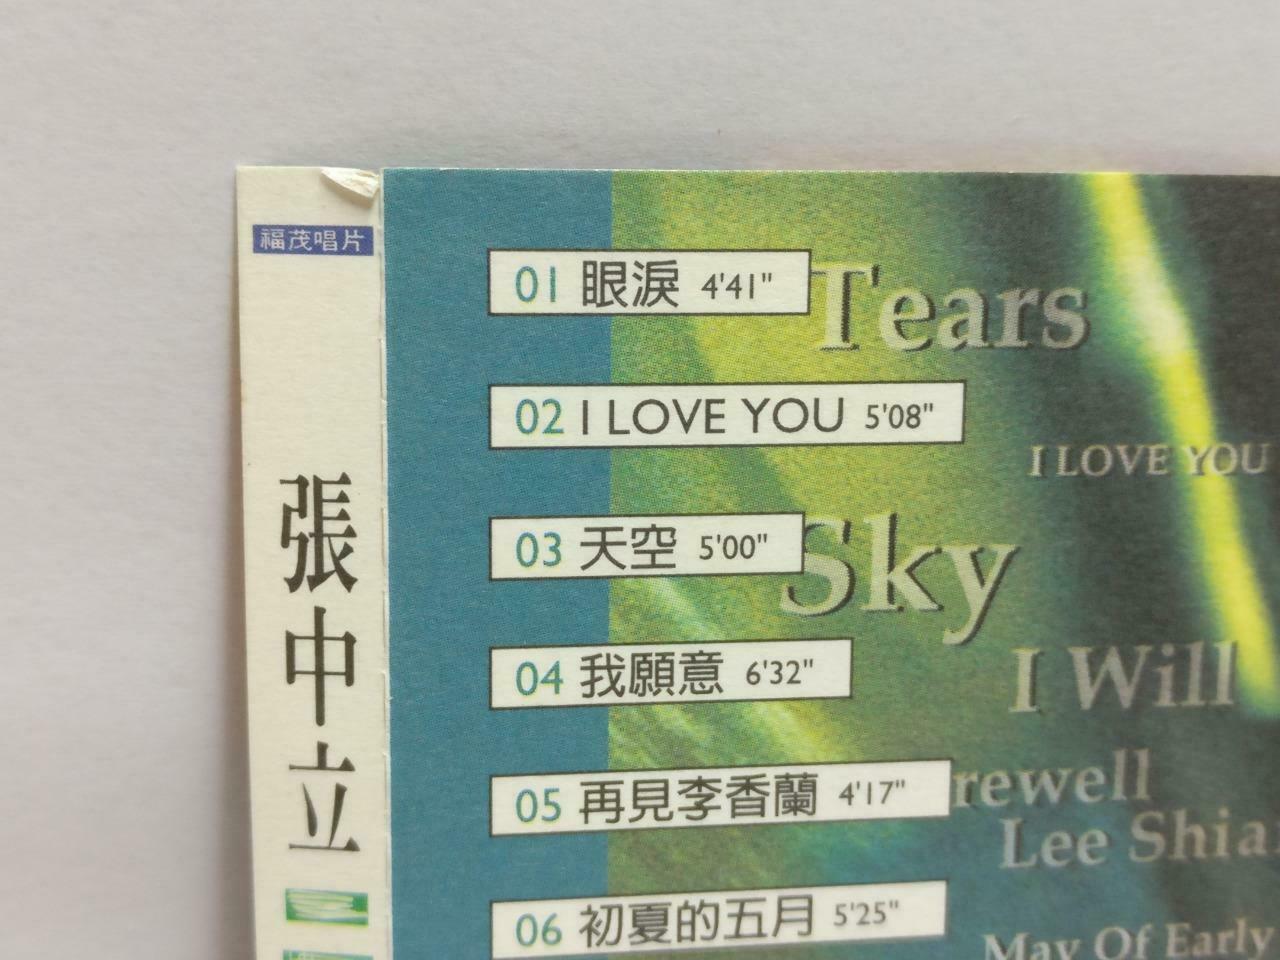 福茂唱片
張中立
01 眼淚 4'41"
Tears
02 I LOVE YOU 5'08"
I LOVE YOU
03 天空 5'00"
Sky
04 我願意 6'32"
I Will
05 再見李香蘭 4'17"
rewell
Lee Shia
06 初夏的五月 5'25"
May Of Early